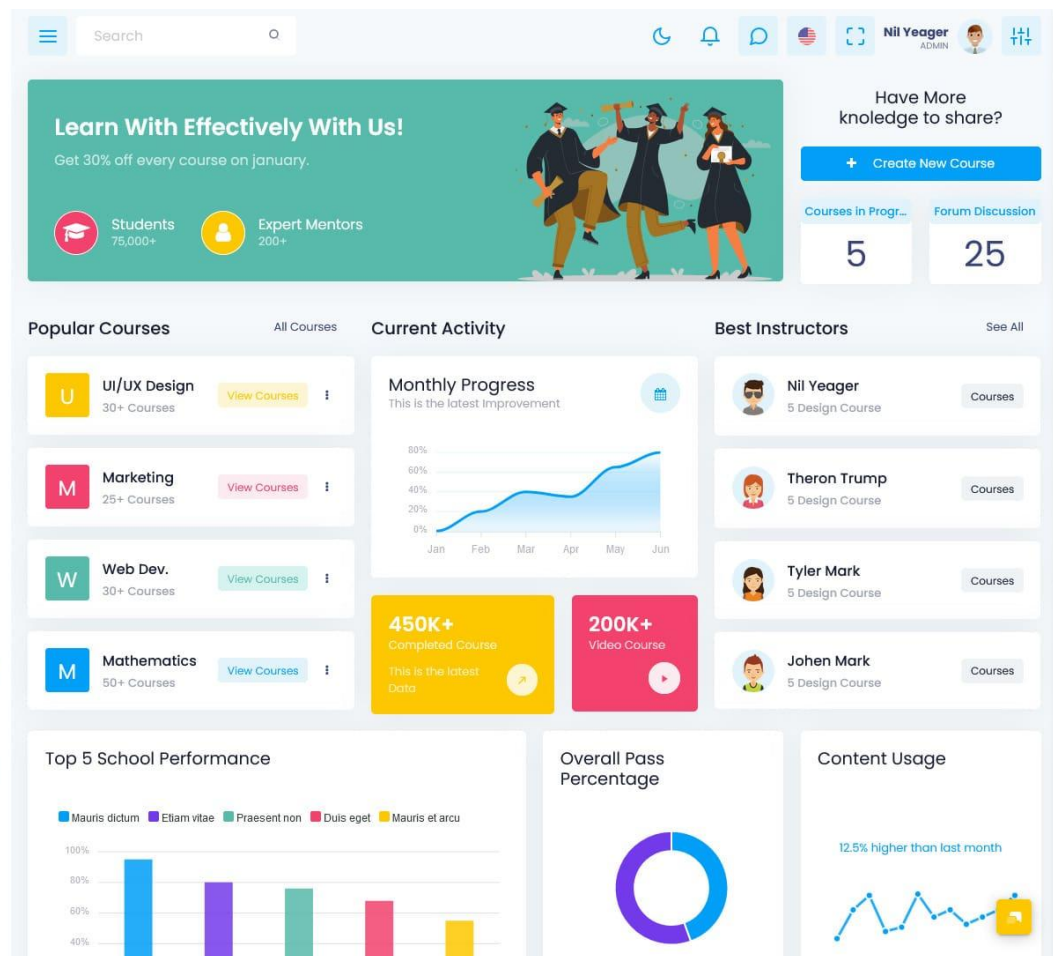 Search
Nil Yeager
ADMIN
Learn With Effectively With Us!
Get 30% off every course on january.
Students
75,000+
Expert Mentors
200+
Have More
knoledge to share?
+ Create New Course
Courses in Progr...
5
Forum Discussion
25
Popular Courses
All Courses
U
UI/UX Design
30+ Courses
View Courses
M
Marketing
25+ Courses
View Courses
W
Web Dev.
30+ Courses
View Courses
M
Mathematics
50+ Courses
View Courses
Current Activity
Monthly Progress
This is the latest Improvement
80%
60%
40%
20%
0%
Jan Feb Mar Apr May Jun
450K+
Completed Course
This is the latest
Data
200K+
Video Course
Best Instructors
See All
Nil Yeager
5 Design Course
Courses
Theron Trump
5 Design Course
Courses
Tyler Mark
5 Design Course
Courses
Johen Mark
5 Design Course
Courses
Top 5 School Performance
Mauris dictum Etiam vitae Praesent non Duis eget Mauris et arcu
100%
80%
60%
40%
Overall Pass
Percentage
Content Usage
12.5% higher than last month